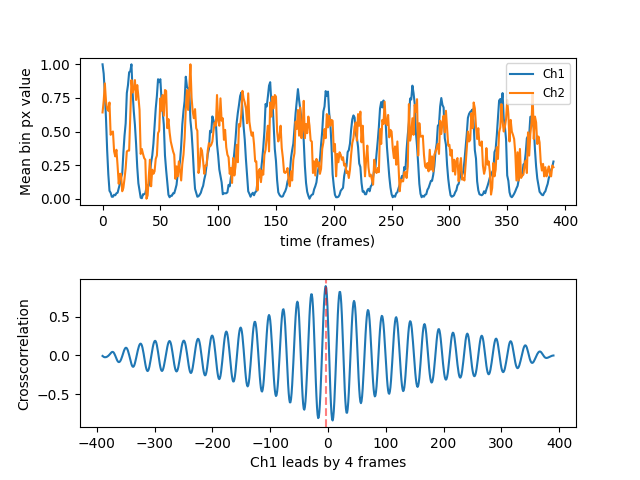 Mean bin px value
1.00
0.75
0.50
0.25
0.00
Ch1
Ch2
0 50 100 150 200 250 300 350 400
time (frames)
Crosscorrelation
0.5
0.0
−0.5
−400 −300 −200 −100 0 100 200 300 400
Ch1 leads by 4 frames